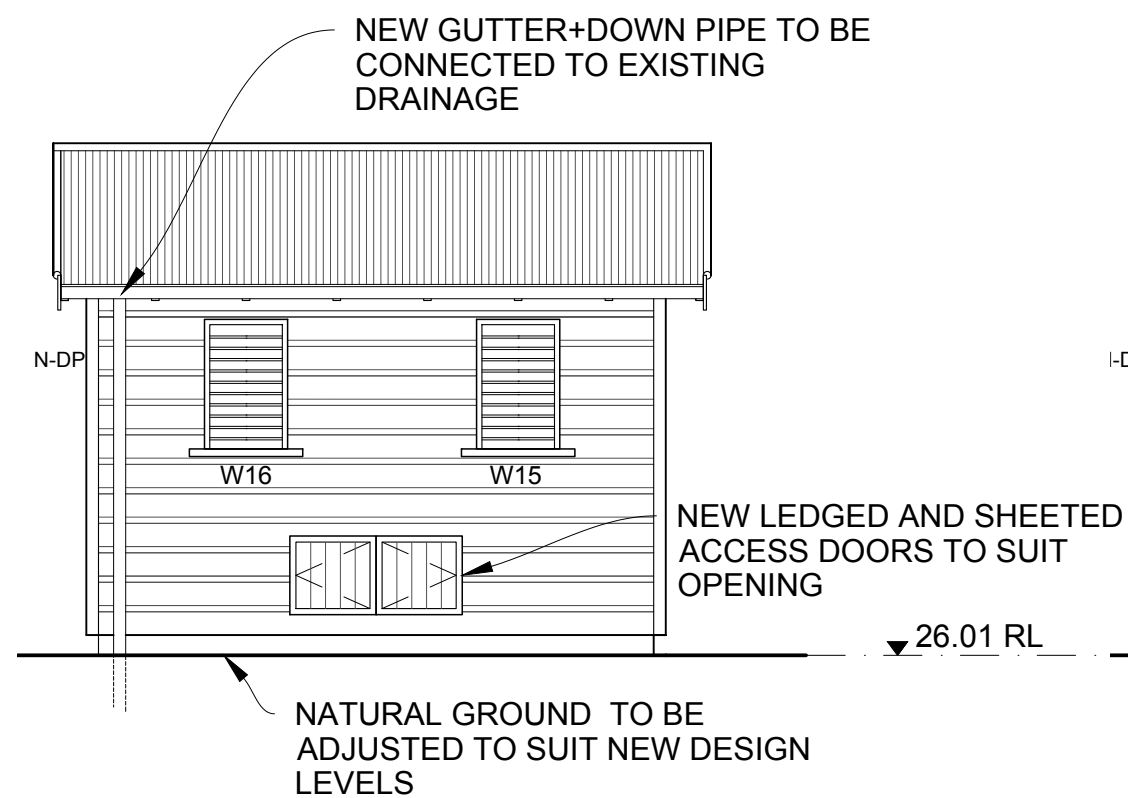 NEW GUTTER+DOWN PIPE TO BE
CONNECTED TO EXISTING
DRAINAGE
N-DP
W16
W15
NEW LEDGED AND SHEETED
ACCESS DOORS TO SUIT
OPENING
26.01 RL
NATURAL GROUND TO BE
ADJUSTED TO SUIT NEW DESIGN
LEVELS